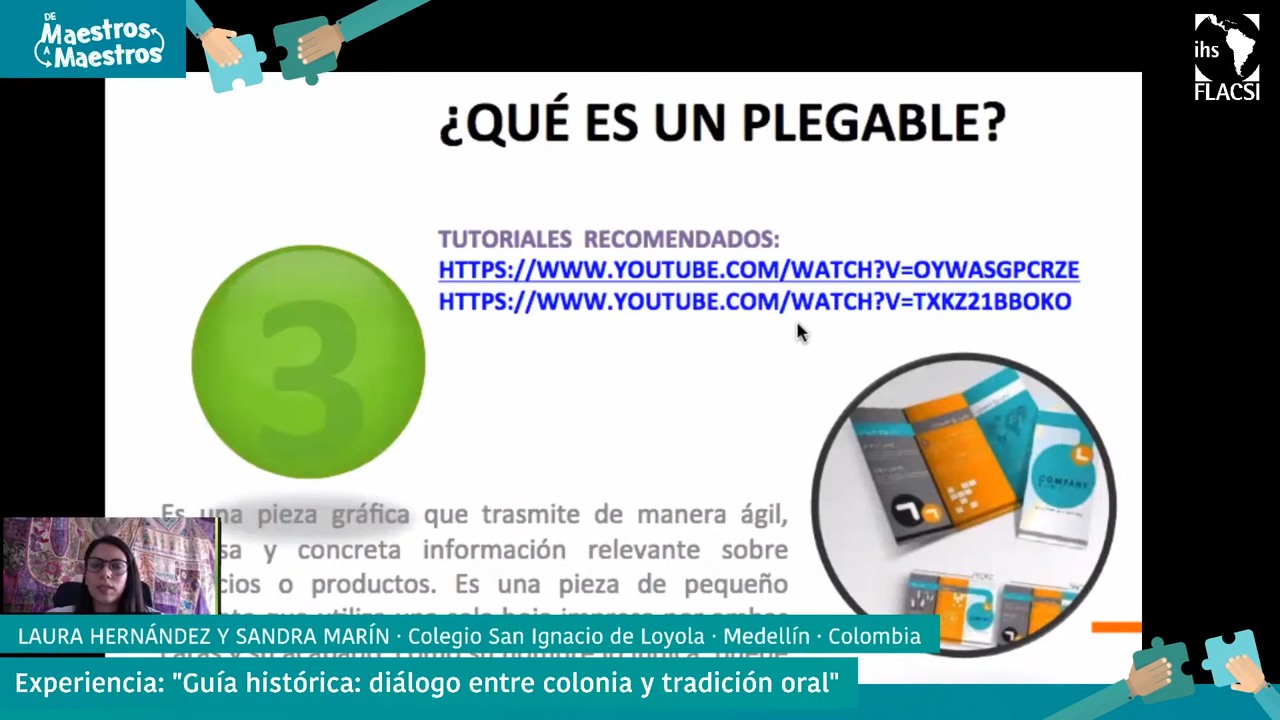 DE
Maestros
A Maestros
ihs
FLACSI
¿QUÉ ES UN PLEGABLE?
TUTORIALES RECOMENDADOS:
HTTPS://WWW.YOUTUBE.COM/WATCH?V=OYWASGPCRZE
HTTPS://WWW.YOUTUBE.COM/WATCH?V=TXKZ21BBOKO
3
COMPANY
Es una pieza gráfica que trasmite de manera ágil,
y concreta información relevante sobre
o productos. Es una pieza de pequeño
LAURA HERNÁNDEZ Y SANDRA MARÍN · Colegio San Ignacio de Loyola · Medellín · Colombia
Experiencia: "Guía histórica: diálogo entre colonia y tradición oral"